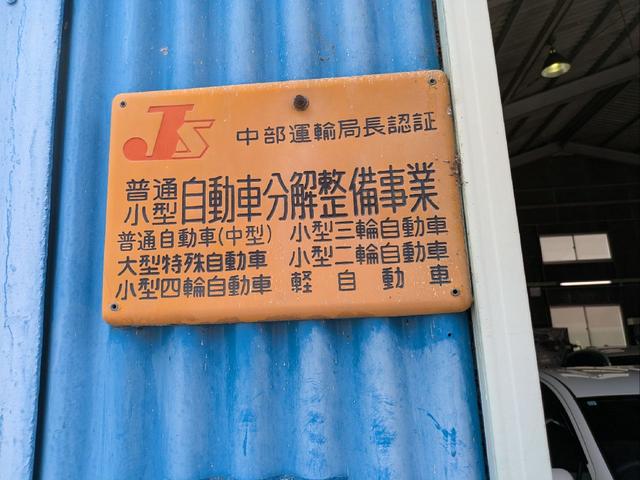 JS
中部運輸局長認証
普通
小型
自動車分解整備事業
普通自動車(中型)
小型三輪自動車
大型特殊自動車
小型二輪自動車
小型四輪自動車
軽自動車